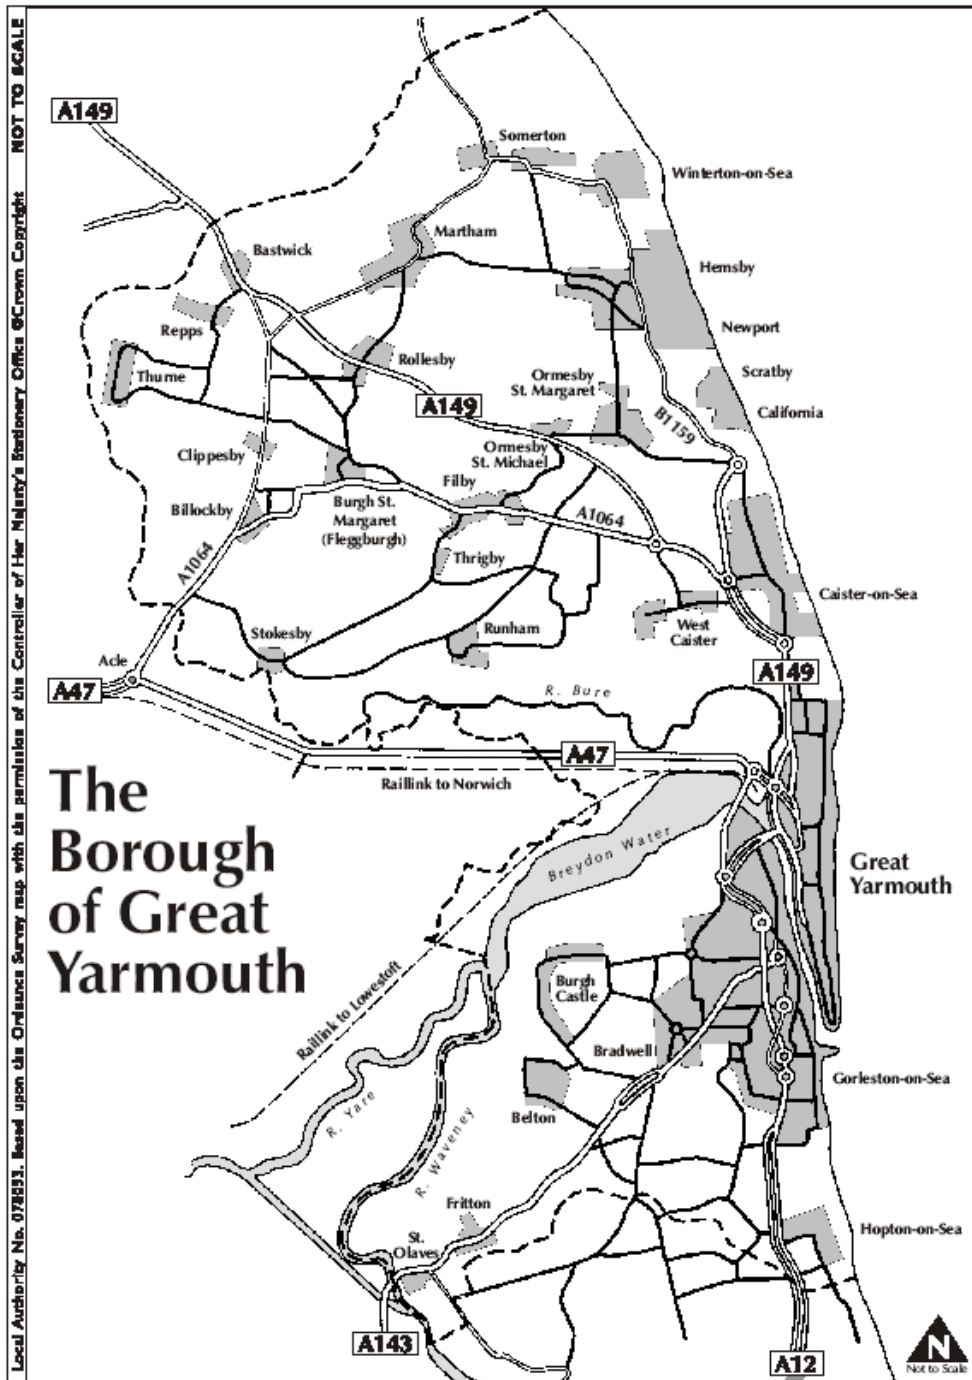 Local Authority No. 078093. Based upon the Ordnance Survey map with the permission of the Controller of Her Majesty's Stationery Office ©Crown Copyright NOT TO SCALE
A149
Somerton
Winterton-on-Sea
Martham
Bastwick
Hemsby
Repps
Newport
Rollesby
Scratby
Thurne
Ormesby
St. Margaret
A149
California
B1159
Clippesby
Ormesby
St. Michael
Filby
Billockby
Burgh St.
Margaret
(Fleggburgh)
A1064
A1064
Thrigby
Caister-on-Sea
Stokesby
Runham
West
Caister
Acle
A47
A149
R. Bure
A47
Raillink to Norwich
The
Borough
of Great
Yarmouth
Breydon Water
Great
Yarmouth
Raillink to Lowestoft
Burgh
Castle
Bradwell
Gorleston-on-Sea
Belton
R. Yare
R. Waveney
Fritton
St.
Olaves
Hopton-on-Sea
A143
A12
N
Not to Scale